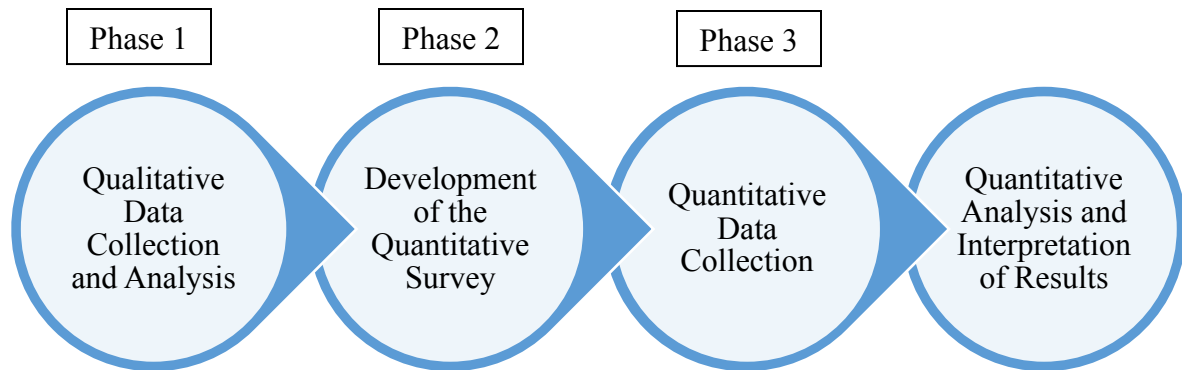 Phase 1
Phase 2
Phase 3
Qualitative
Data
Collection
and Analysis
Development
of the
Quantitative
Survey
Quantitative
Data
Collection
Quantitative
Analysis and
Interpretation
of Results